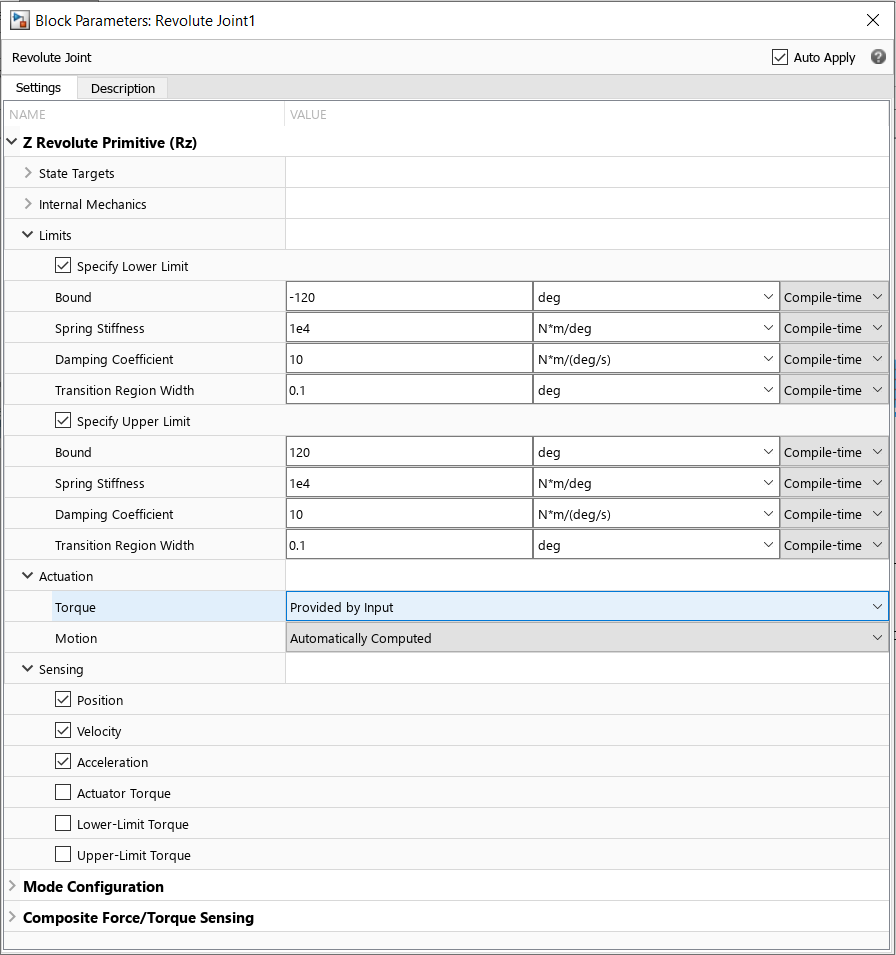 Block Parameters: Revolute Joint1
Revolute Joint
Auto Apply
Settings
Description
NAME VALUE
Z Revolute Primitive (Rz)
State Targets
Internal Mechanics
Limits
Specify Lower Limit
Bound -120 deg Compile-time
Spring Stiffness 1e4 N*m/deg Compile-time
Damping Coefficient 10 N*m/(deg/s) Compile-time
Transition Region Width 0.1 deg Compile-time
Specify Upper Limit
Bound 120 deg Compile-time
Spring Stiffness 1e4 N*m/deg Compile-time
Damping Coefficient 10 N*m/(deg/s) Compile-time
Transition Region Width 0.1 deg Compile-time
Actuation
Torque Provided by Input
Motion Automatically Computed
Sensing
Position
Velocity
Acceleration
Actuator Torque
Lower-Limit Torque
Upper-Limit Torque
Mode Configuration
Composite Force/Torque Sensing